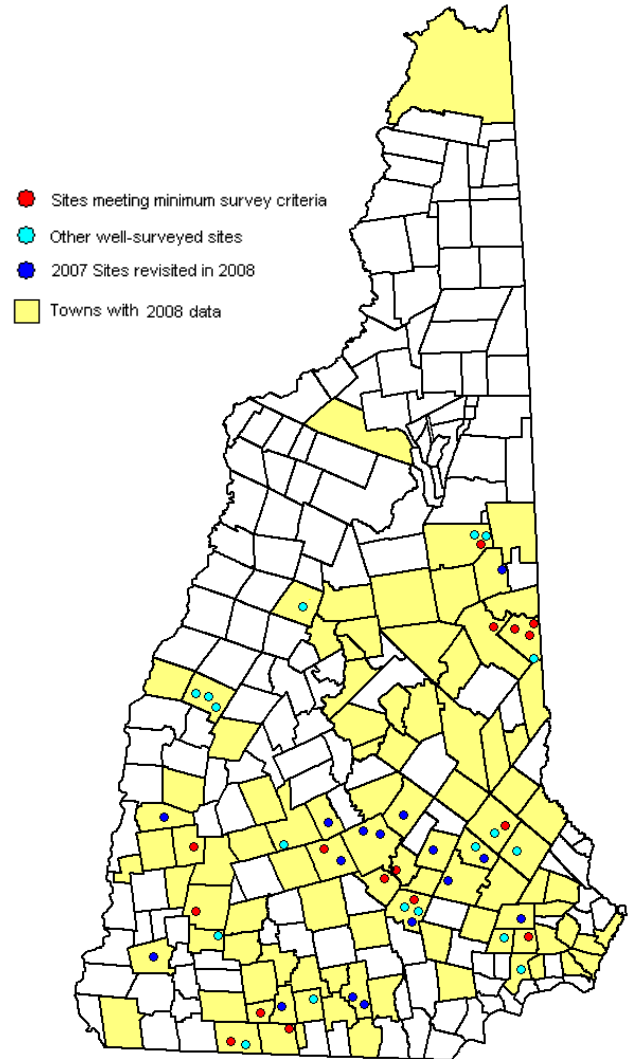 Sites meeting minimum survey criteria
Other well-surveyed sites
2007 Sites revisited in 2008
Towns with 2008 data